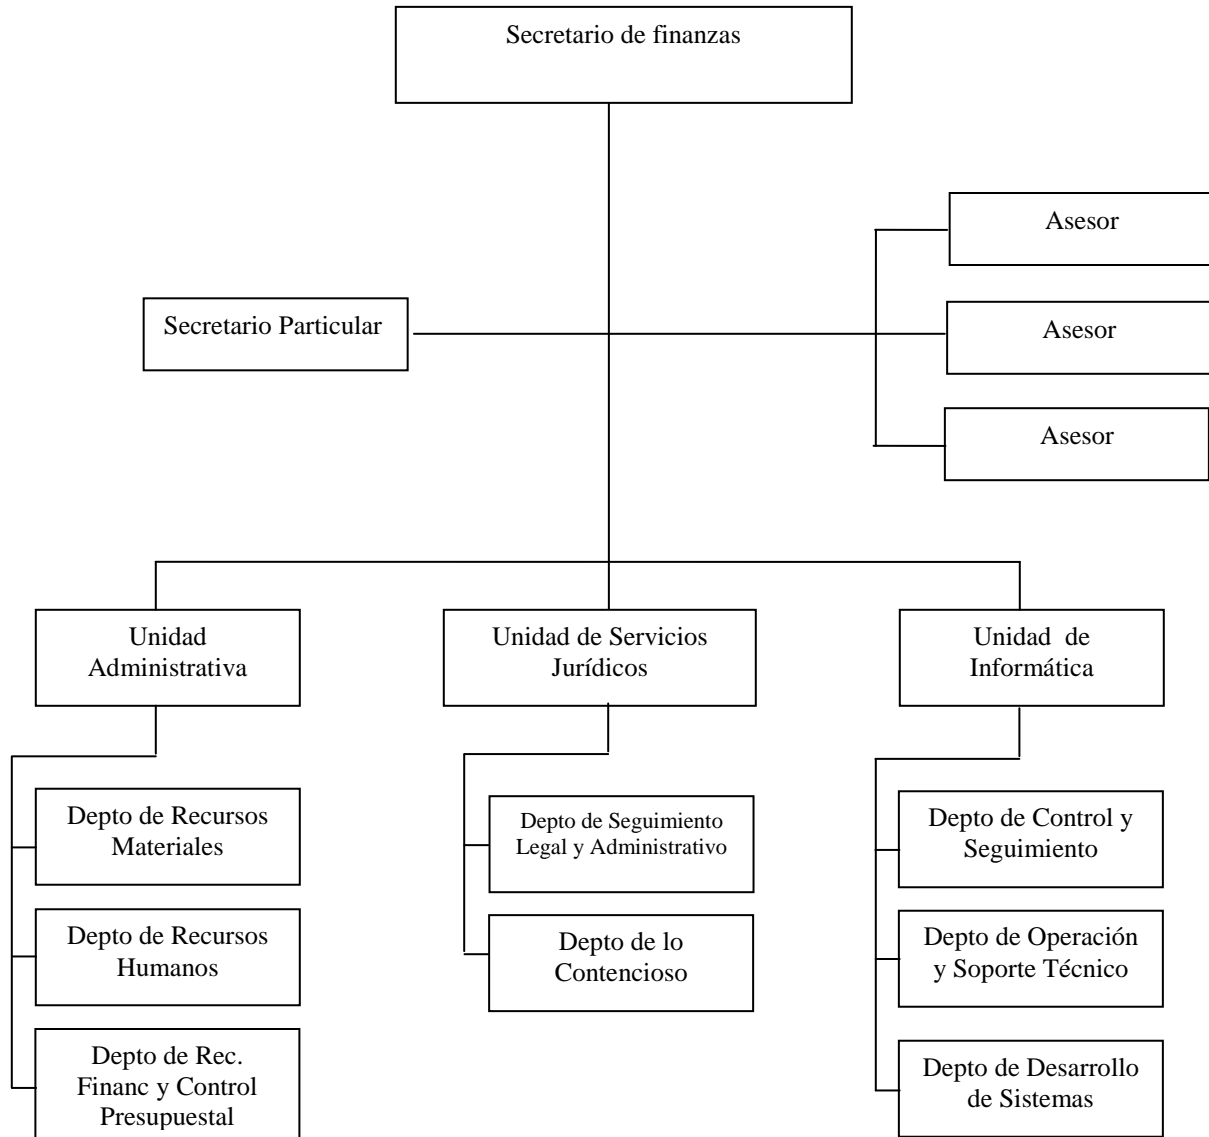 Secretario de finanzas
Asesor
Secretario Particular
Asesor
Asesor
Unidad
Administrativa
Unidad de Servicios
Jurídicos
Unidad de
Informática
Depto de Recursos
Materiales
Depto de Recursos
Humanos
Depto de Rec.
Financ y Control
Presupuestal
Depto de Seguimiento
Legal y Administrativo
Depto de lo
Contencioso
Depto de Control y
Seguimiento
Depto de Operación
y Soporte Técnico
Depto de Desarrollo
de Sistemas